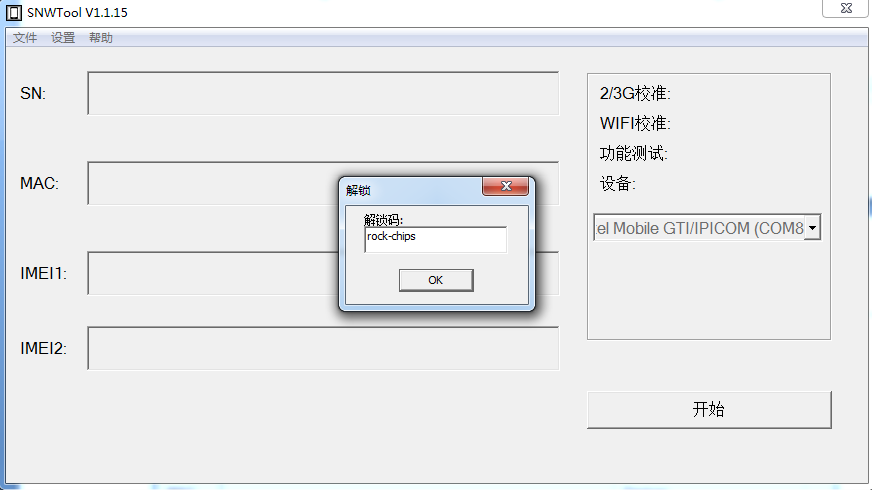 SNWTool V1.1.15
文件 设置 帮助
SN:
MAC:
IMEI1:
IMEI2:
解锁
解锁码:
rock-chips
OK
2/3G校准:
WIFI校准:
功能测试:
设备:
el Mobile GTI/IPICOM (COM8
开始